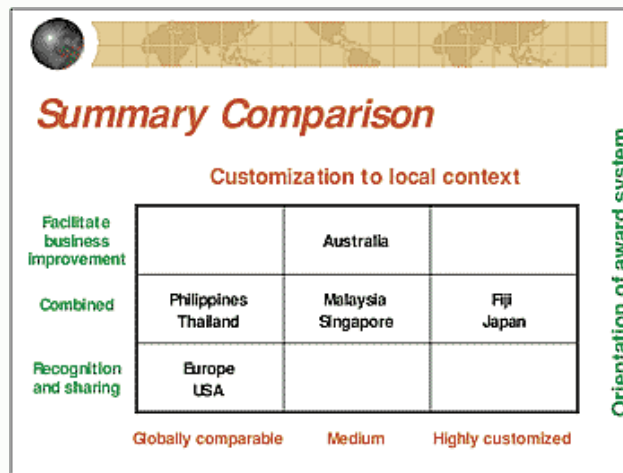 Summary Comparison
Customization to local context
Facilitate
business
improvement
Australia
Combined
Philippines
Thailand
Malaysia
Singapore
Fiji
Japan
Recognition
and sharing
Europe
USA
Globally comparable
Medium
Highly customized
Orientation of award system